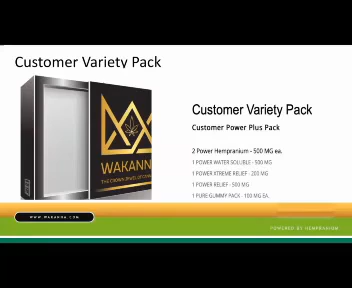 Customer Variety Pack
Customer Variety Pack
Customer Power Plus Pack
2 Power Hempranium - 500 MG ea.
1 POWER WATER SOLUBLE - 500 MG
1 POWER XTREME RELIEF - 200 MG
1 POWER RELIEF - 500 MG
1 PURE GUMMY PACK - 100 MG EA.
WAKANNA
THE CROWN JEWEL OF
WWW.WAKANNA.COM
POWERED BY HEMPRANIUM